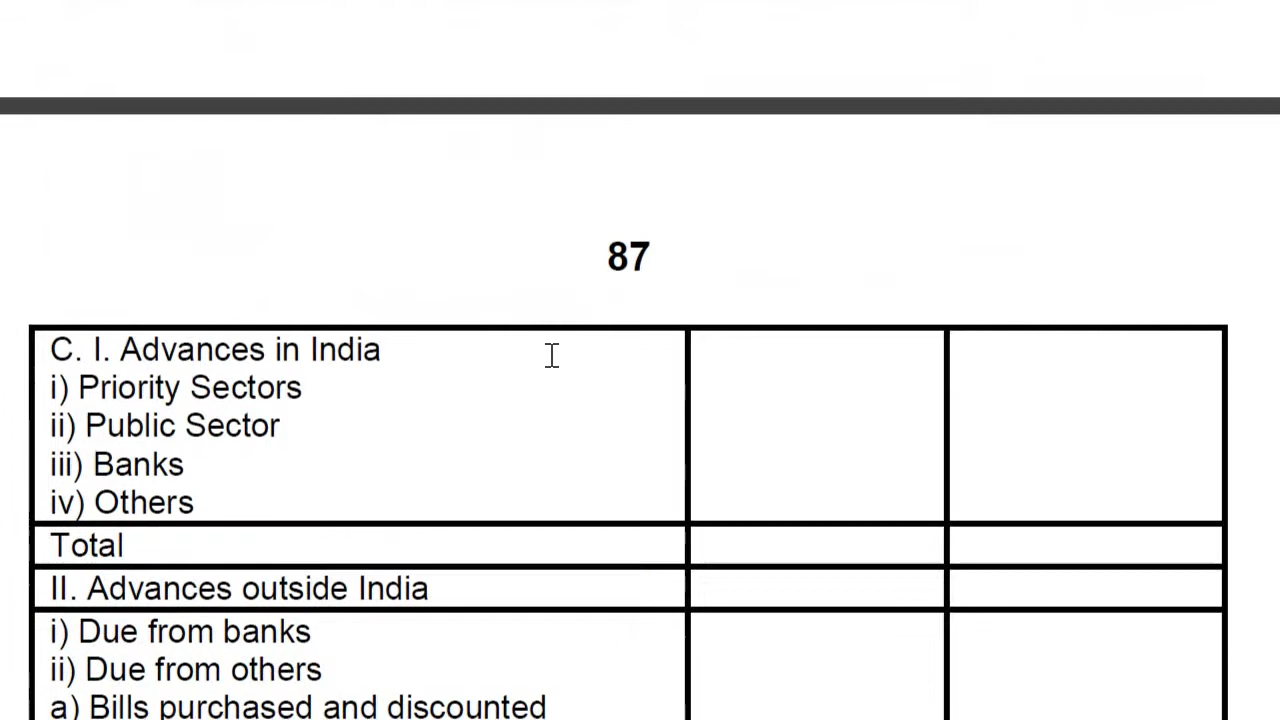 87
C. I. Advances in India
i) Priority Sectors
ii) Public Sector
iii) Banks
iv) Others
Total
II. Advances outside India
i) Due from banks
ii) Due from others
a) Bills purchased and discounted